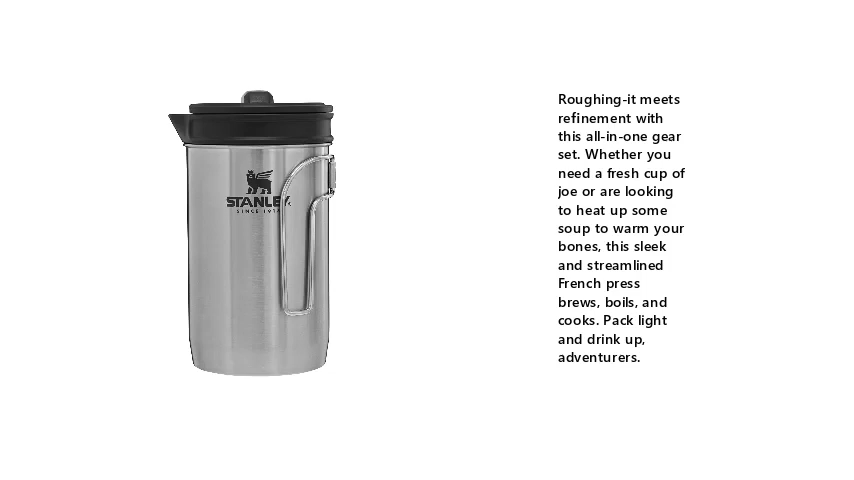 STANLEY
Roughing-it meets
refinement with
this all-in-one gear
set. Whether you
need a fresh cup of
joe or are looking
to heat up some
soup to warm your
bones, this sleek
and streamlined
French press
brews, boils, and
cooks. Pack light
and drink up,
adventurers.